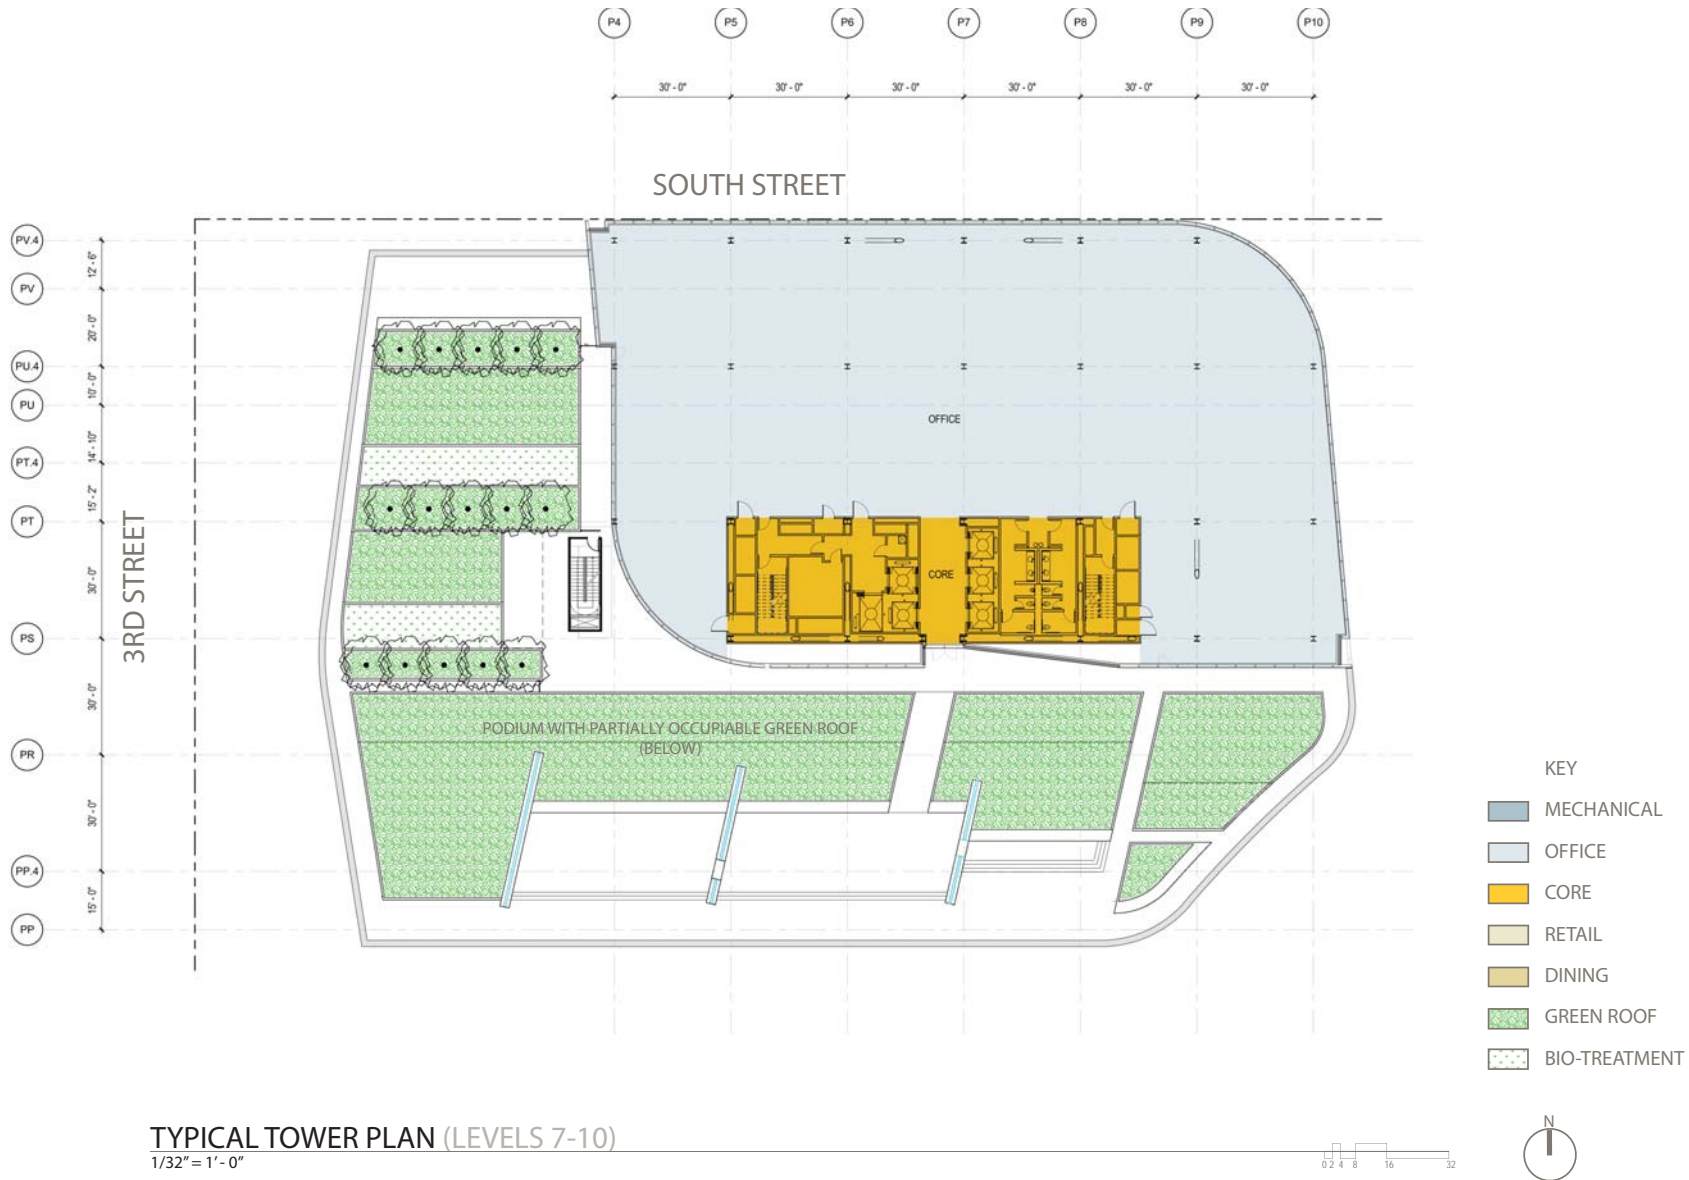 P4 P5 P6 P7 P8 P9 P10
30' - 0" 30' - 0" 30' - 0" 30' - 0" 30' - 0" 30' - 0"
SOUTH STREET
PV.4
12' - 6"
PV
20' - 0"
PU.4
10' - 0"
PU
14' - 10"
PT.4
15' - 2"
PT
30' - 0"
PS
30' - 0"
PR
30' - 0"
PP.4
15' - 0"
PP
3RD STREET
OFFICE
CORE
PODIUM WITH PARTIALLY OCCUPIABLE GREEN ROOF
(BELOW)
KEY
MECHANICAL
OFFICE
CORE
RETAIL
DINING
GREEN ROOF
BIO-TREATMENT
TYPICAL TOWER PLAN (LEVELS 7-10)
1/32" = 1' - 0"
0 2 4 8 16 32
N